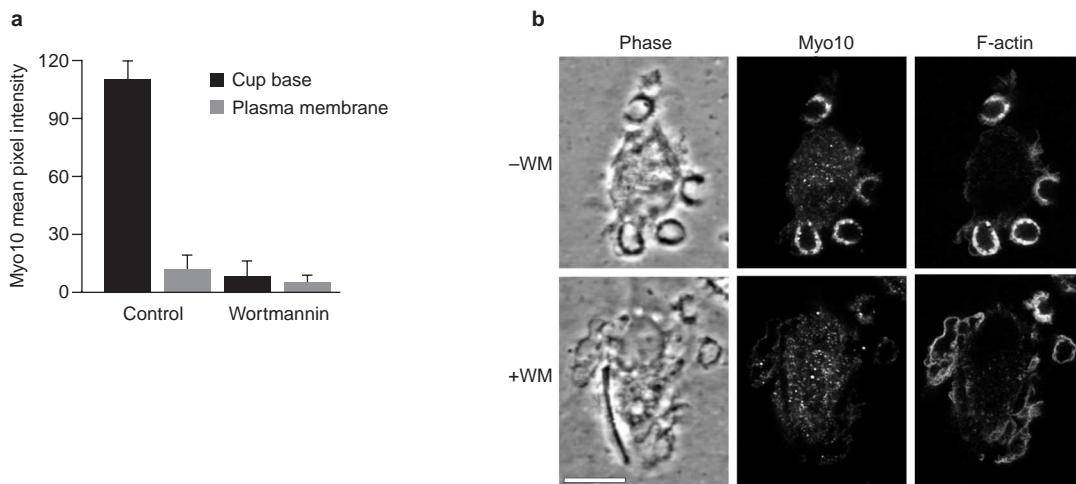 a
Myo10 mean pixel intensity
120
90
60
30
0
Cup base
Plasma membrane
Control
Wortmannin
b
Phase
Myo10
F-actin
–WM
+WM